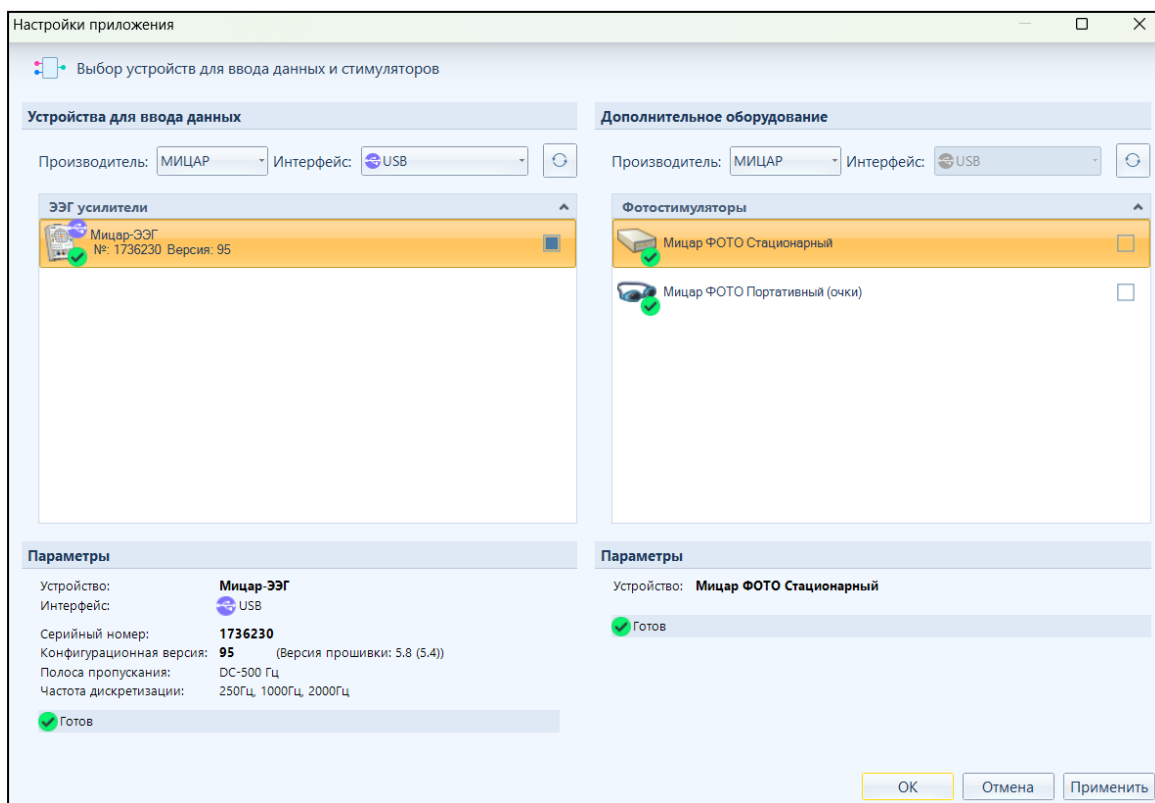 Настройки приложения
Выбор устройств для ввода данных и стимуляторов
Устройства для ввода данных
Производитель: МИЦАР Интерфейс: USB
ЭЭГ усилители
Мицар-ЭЭГ
№: 1736230 Версия: 95
Параметры
Устройство: Мицар-ЭЭГ
Интерфейс: USB
Серийный номер: 1736230
Конфигурационная версия: 95 (Версия прошивки: 5.8 (5.4))
Полоса пропускания: DC-500 Гц
Частота дискретизации: 250Гц, 1000Гц, 2000Гц
Готов
Дополнительное оборудование
Производитель: МИЦАР Интерфейс: USB
Фотостимуляторы
Мицар ФОТО Стационарный
Мицар ФОТО Портативный (очки)
Параметры
Устройство: Мицар ФОТО Стационарный
Готов
ОК Отмена Применить